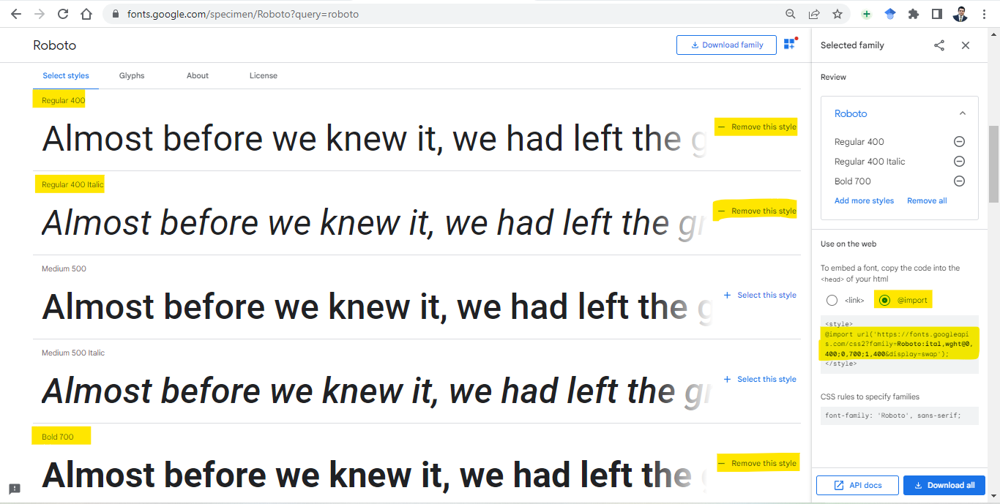 fonts.google.com/specimen/Roboto?query=roboto
Roboto
Download family
Select styles
Glyphs
About
License
Regular 400
Almost before we knew it, we had left the g
Remove this style
Regular 400 Italic
Almost before we knew it, we had left the gr
Remove this style
Medium 500
Almost before we knew it, we had left the g
Select this style
Medium 500 Italic
Almost before we knew it, we had left the gr
Select this style
Bold 700
Almost before we knew it, we had left the g
Remove this style
Selected family
Review
Roboto
Regular 400
Regular 400 Italic
Bold 700
Add more styles
Remove all
Use on the web
To embed a font, copy the code into the
<head> of your html
<link>
@import
<style>
@import url('https://fonts.googleapi
s.com/css2?family=Roboto:ital,wght@0,
400;0,700;1,400&display=swap');
</style>
CSS rules to specify families
font-family: 'Roboto', sans-serif;
API docs
Download all